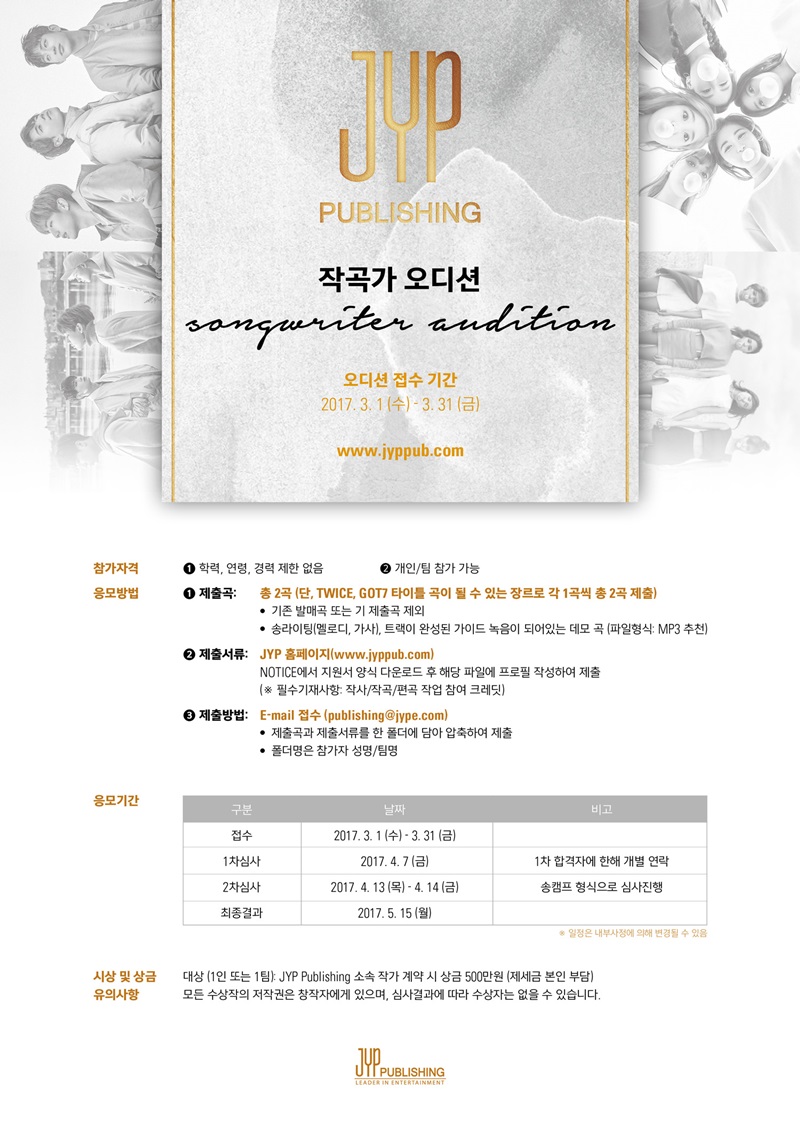 JYP
PUBLISHING
작곡가 오디션
songwriter audition
오디션 접수 기간
2017. 3. 1 (수) - 3. 31 (금)
www.jyppub.com
참가자격 ❶ 학력, 연령, 경력 제한 없음 ❷ 개인/팀 참가 가능
응모방법 ❶ 제출곡: 총 2곡 (단, TWICE, GOT7 타이틀 곡이 될 수 있는 장르로 각 1곡씩 총 2곡 제출)
• 기존 발매곡 또는 기 제출곡 제외
• 송라이팅(멜로디, 가사), 트랙이 완성된 가이드 녹음이 되어있는 데모 곡 (파일형식: MP3 추천)
❷ 제출서류: JYP 홈페이지(www.jyppub.com)
NOTICE에서 지원서 양식 다운로드 후 해당 파일에 프로필 작성하여 제출
(※ 필수기재사항: 작사/작곡/편곡 작업 참여 크레딧)
❸ 제출방법: E-mail 접수 (publishing@jype.com)
• 제출곡과 제출서류를 한 폴더에 담아 압축하여 제출
• 폴더명은 참가자 성명/팀명
응모기간
구분 날짜 비고
접수 2017. 3. 1 (수) - 3. 31 (금)
1차심사 2017. 4. 7 (금) 1차 합격자에 한해 개별 연락
2차심사 2017. 4. 13 (목) - 4. 14 (금) 송캠프 형식으로 심사진행
최종결과 2017. 5. 15 (월)
※ 일정은 내부사정에 의해 변경될 수 있음
시상 및 상금 대상 (1인 또는 1팀): JYP Publishing 소속 작가 계약 시 상금 500만원 (제세금 본인 부담)
유의사항 모든 수상작의 저작권은 창작자에게 있으며, 심사결과에 따라 수상자는 없을 수 있습니다.
JYP PUBLISHING
LEADER IN ENTERTAINMENT